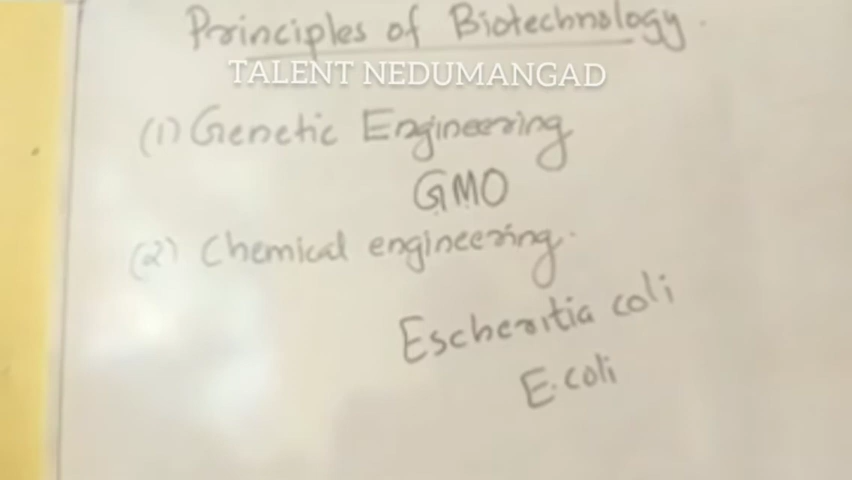 Principles of Biotechnology.
TALENT NEDUMANGAD
(1) Genetic Engineering
GMO
(2) Chemical engineering.
Escheritia coli
E.coli